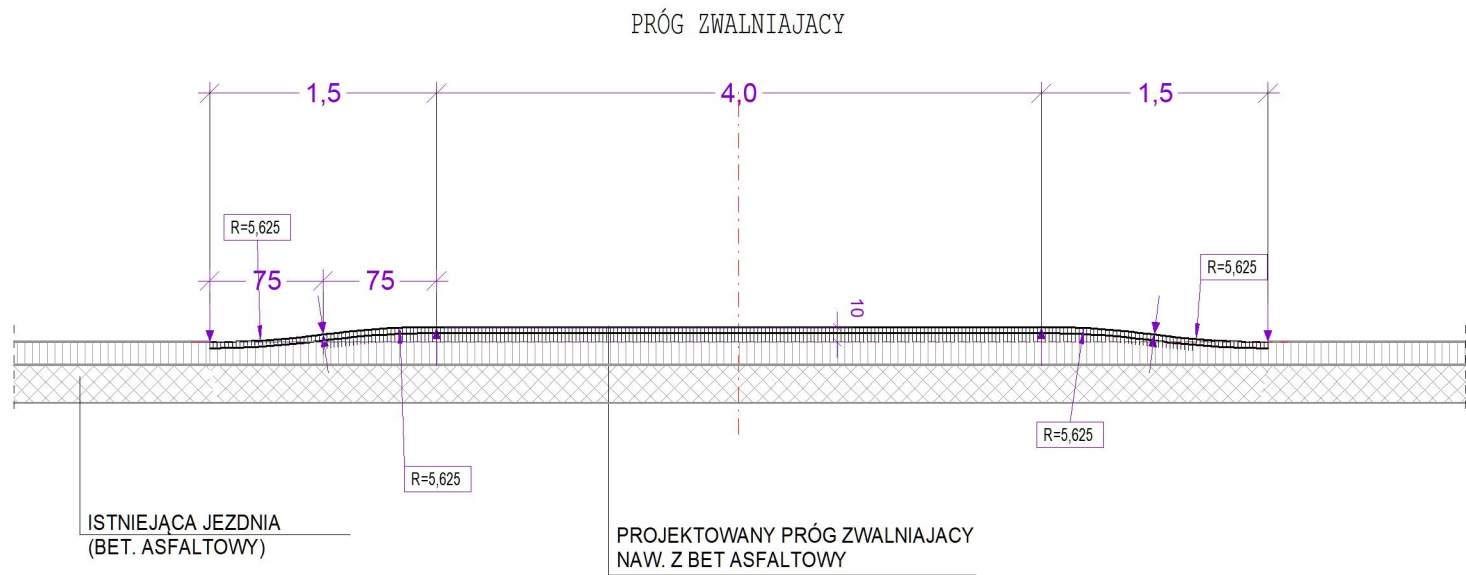 PRÓG ZWALNIAJACY
1,5
4,0
1,5
R=5,625
R=5,625
75
75
10
R=5,625
R=5,625
ISTNIEJĄCA JEZDNIA
(BET. ASFALTOWY)
PROJEKTOWANY PRÓG ZWALNIAJACY
NAW. Z BET ASFALTOWY